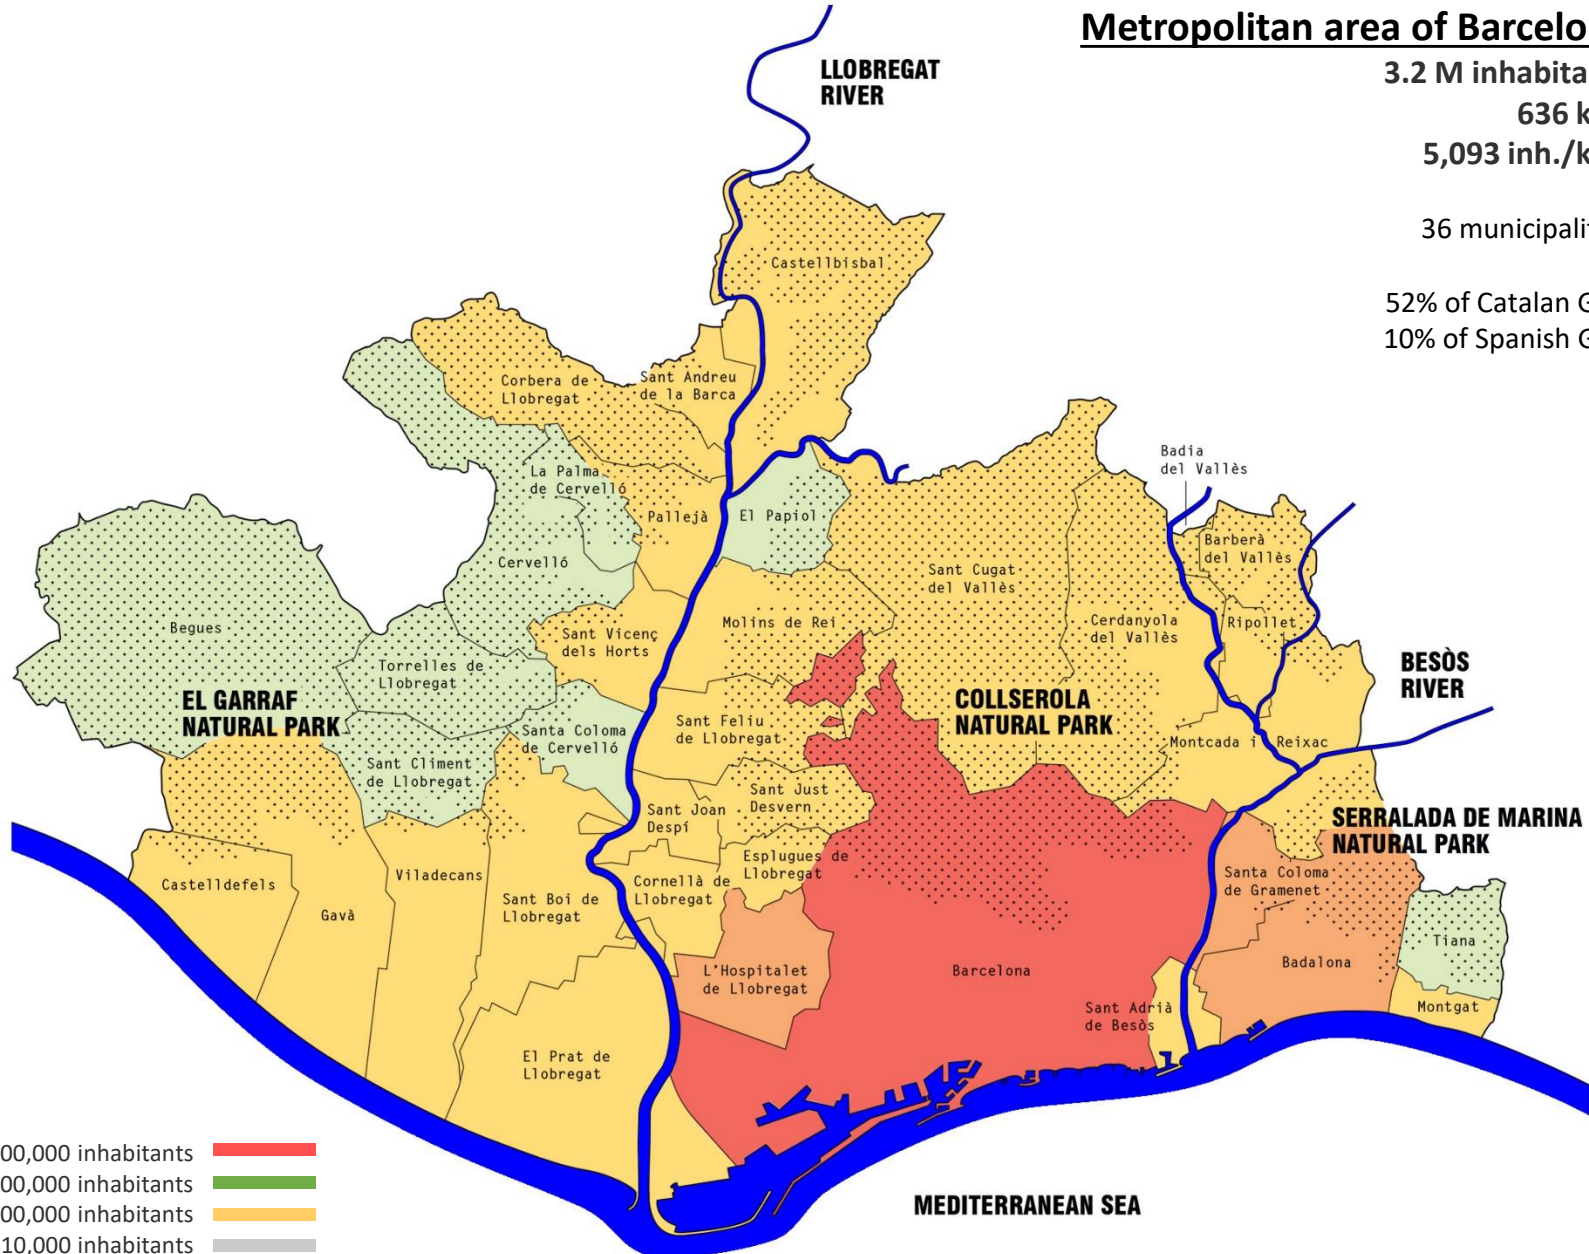 Metropolitan area of Barcelo
3.2 M inhabita
636 k
5,093 inh./k
36 municipali
52% of Catalan G
10% of Spanish G
LLOBREGAT
RIVER
Castellbisbal
Corbera de
Llobregat
Sant Andreu
de la Barca
Badia
del Vallès
La Palma
de Cervelló
Pallejà
El Papiol
Barberà
del Vallès
Cervelló
Sant Cugat
del Vallès
Begues
Sant Vicenç
dels Horts
Molins de Rei
Cerdanyola
del Vallès
Ripollet
Torrelles de
Llobregat
BESÒS
RIVER
EL GARRAF
NATURAL PARK
COLLSEROLA
NATURAL PARK
Santa Coloma
de Cervelló
Sant Feliu
de Llobregat
Montcada i Reixac
Sant Climent
de Llobregat
Sant Just
Desvern
Sant Joan
Despí
SERRALADA DE MARINA
NATURAL PARK
Esplugues de
Llobregat
Castelldefels
Viladecans
Cornellà de
Llobregat
Santa Coloma
de Gramenet
Gavà
Sant Boi de
Llobregat
Tiana
L'Hospitalet
de Llobregat
Barcelona
Badalona
Sant Adrià
de Besòs
Montgat
El Prat de
Llobregat
MEDITERRANEAN SEA
00,000 inhabitants
00,000 inhabitants
00,000 inhabitants
10,000 inhabitants